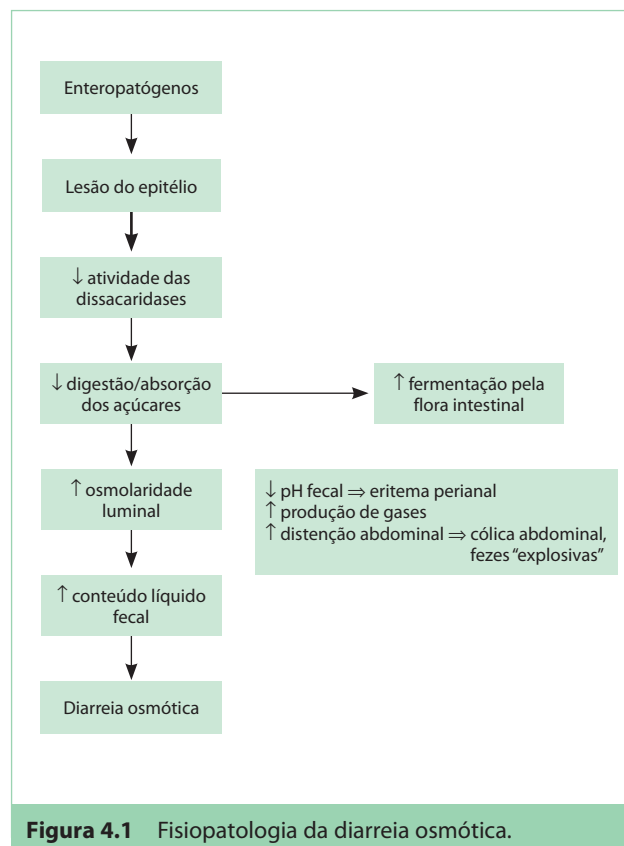 Enteropatógenos
Lesão do epitélio
↓ atividade das
dissacaridases
↓ digestão/absorção
dos açúcares
↑ fermentação pela
flora intestinal
↑ osmolaridade
luminal
↓ pH fecal ⇒ eritema perianal
↑ produção de gases
↑ distenção abdominal ⇒ cólica abdominal,
fezes “explosivas”
↑ conteúdo líquido
fecal
Diarreia osmótica
Figura 4.1 Fisiopatologia da diarreia osmótica.